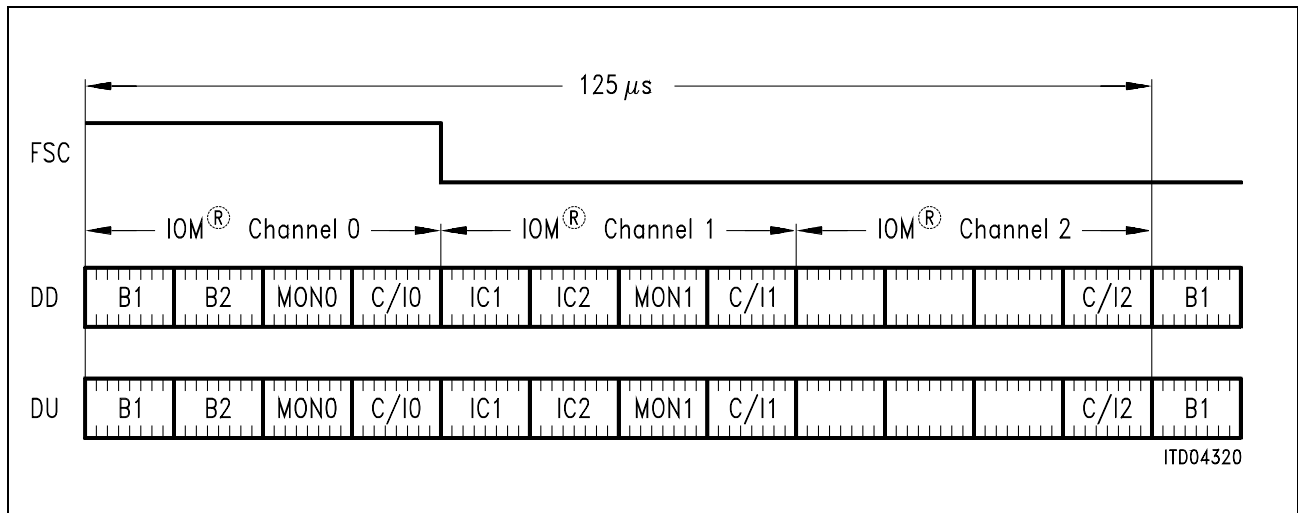 125 µs
FSC
IOM® Channel 0 IOM® Channel 1 IOM® Channel 2
DD B1 B2 MON0 C/I0 IC1 IC2 MON1 C/I1 C/I2 B1
DU B1 B2 MON0 C/I0 IC1 IC2 MON1 C/I1 C/I2 B1
ITD04320